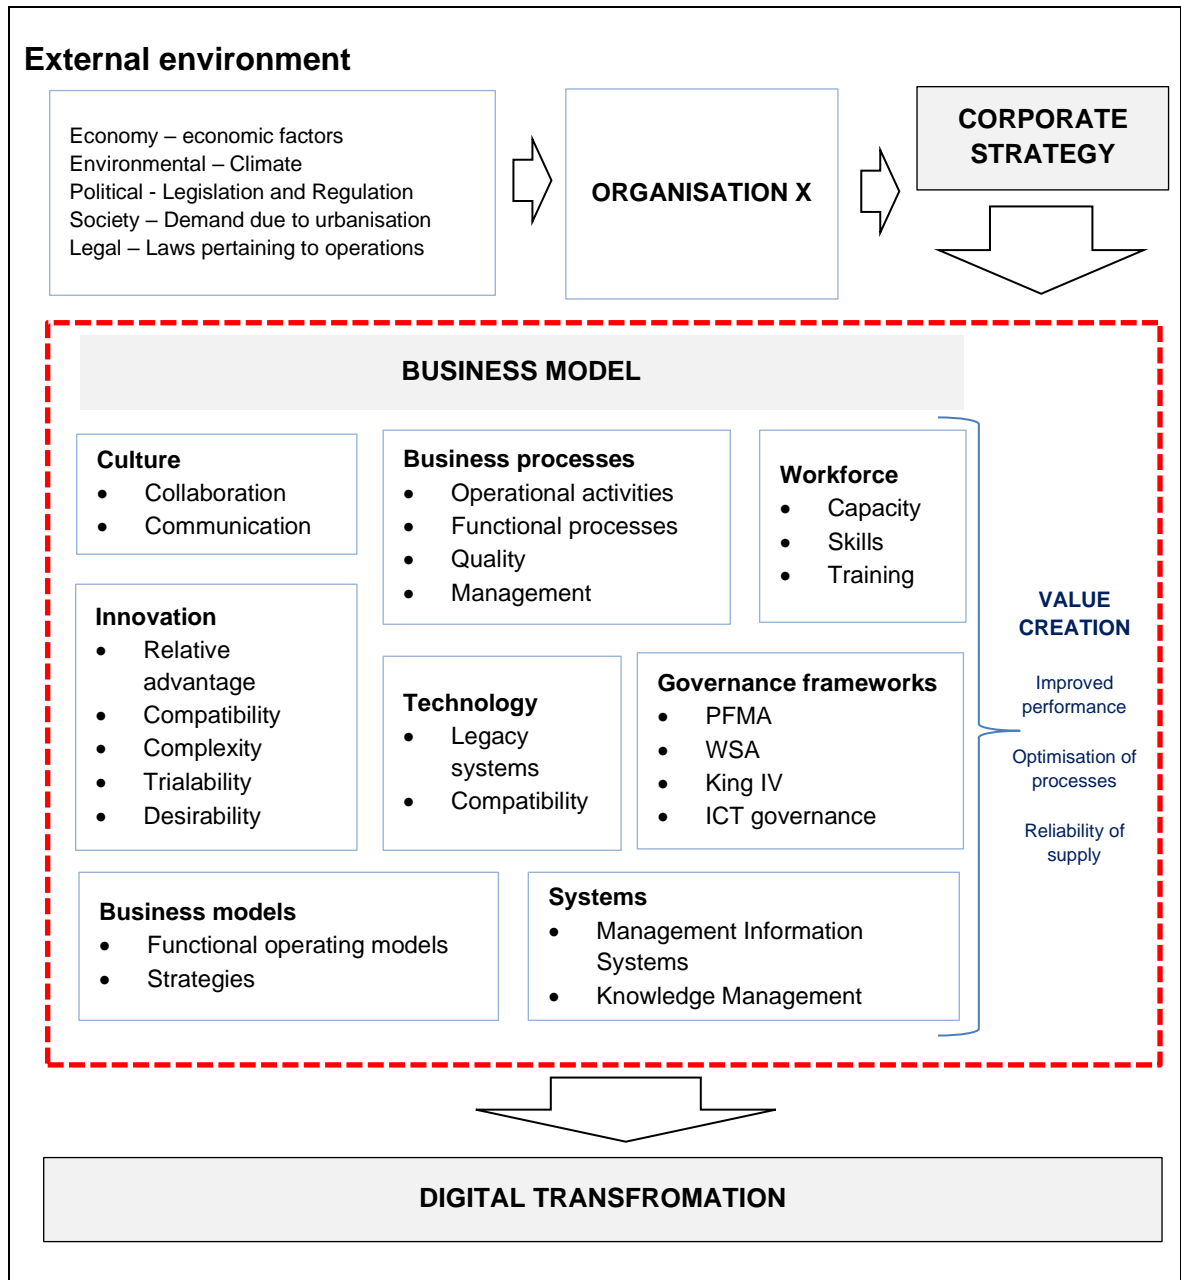 External environment
Economy – economic factors
Environmental – Climate
Political - Legislation and Regulation
Society – Demand due to urbanisation
Legal – Laws pertaining to operations
ORGANISATION X
CORPORATE
STRATEGY
BUSINESS MODEL
Culture
• Collaboration
• Communication
Business processes
• Operational activities
• Functional processes
• Quality
• Management
Workforce
• Capacity
• Skills
• Training
Innovation
• Relative
advantage
• Compatibility
• Complexity
• Trialability
• Desirability
Technology
• Legacy
systems
• Compatibility
Governance frameworks
• PFMA
• WSA
• King IV
• ICT governance
Business models
• Functional operating models
• Strategies
Systems
• Management Information
Systems
• Knowledge Management
VALUE
CREATION
Improved
performance
Optimisation of
processes
Reliability of
supply
DIGITAL TRANSFROMATION